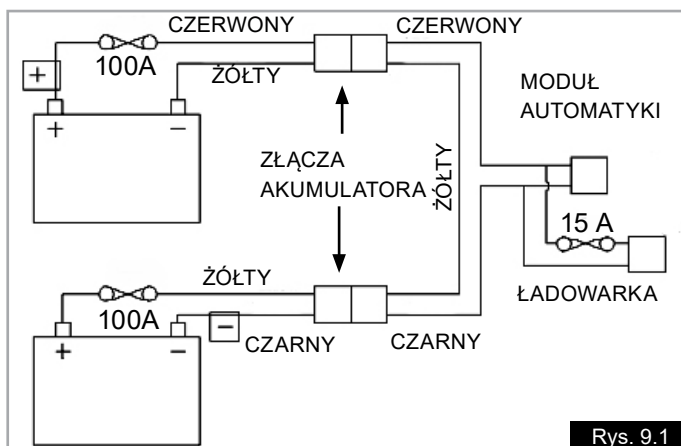 CZERWONY
CZERWONY
+
100A
ŻÓŁTY
+ −
MODUŁ
AUTOMATYKI
ZŁĄCZA
AKUMULATORA
ŻÓŁTY
15 A
ŁADOWARKA
ŻÓŁTY
100A
+ −
−
CZARNY
CZARNY
Rys. 9.1